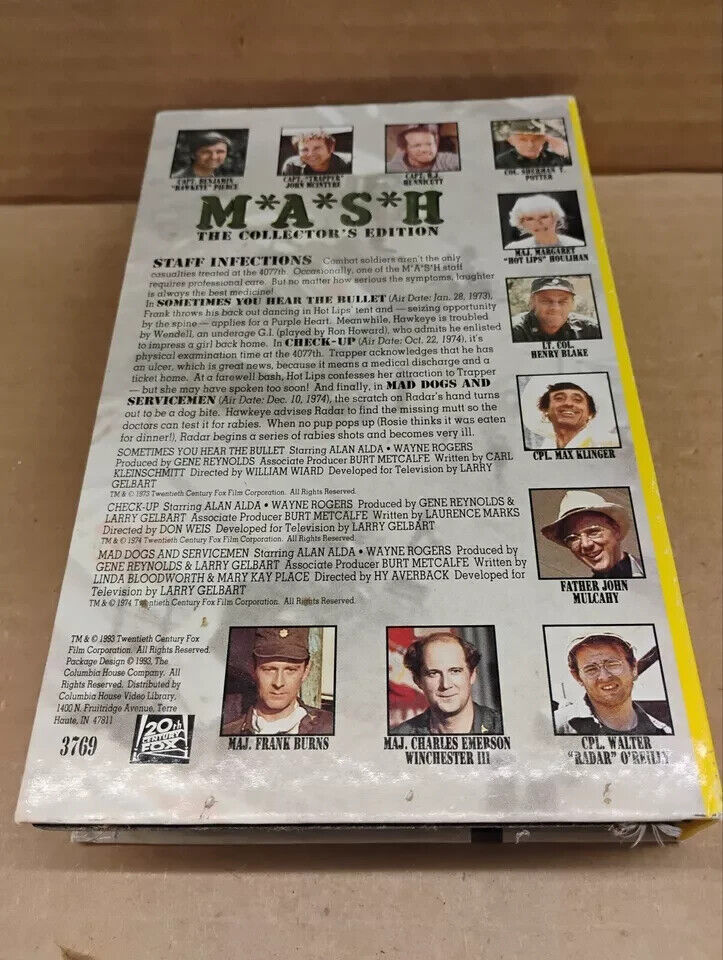 CAPT. BENJAMIN
"HAWKEYE" PIERCE
CAPT. "TRAPPER"
JOHN MCINTYRE
CAPT. B.J.
HUNNICUTT
COL. SHERMAN T.
POTTER
M*A*S*H
THE COLLECTOR'S EDITION
MAJ. MARGARET
"HOT LIPS" HOULIHAN
STAFF INFECTIONS Combat soldiers aren't the only
casualties treated at the 4077th. Occasionally, one of the M*A*S*H staff
requires professional care. But no matter how serious the symptoms, laughter
is always the best medicine!
In SOMETIMES YOU HEAR THE BULLET (Air Date: Jan. 28, 1973),
Frank throws his back out dancing in Hot Lips' tent and — seizing opportunity
by the spine — applies for a Purple Heart. Meanwhile, Hawkeye is troubled
by Wendell, an underage G.I. (played by Ron Howard), who admits he enlisted
to impress a girl back home. In CHECK-UP (Air Date: Oct. 22, 1974), it's
physical examination time at the 4077th. Trapper acknowledges that he has
an ulcer, which is great news, because it means a medical discharge and a
ticket home. At a farewell bash, Hot Lips confesses her attraction to Trapper
— but she may have spoken too soon! And finally, in MAD DOGS AND
SERVICEMEN (Air Date: Dec. 10, 1974), the scratch on Radar's hand turns
out to be a dog bite. Hawkeye advises Radar to find the missing mutt so the
doctors can test it for rabies. When no pup pops up (Rosie thinks it was eaten
for dinner!), Radar begins a series of rabies shots and becomes very ill.
LT. COL.
HENRY BLAKE
CPL. MAX KLINGER
SOMETIMES YOU HEAR THE BULLET Starring ALAN ALDA • WAYNE ROGERS
Produced by GENE REYNOLDS Associate Producer BURT METCALFE Written by CARL
KLEINSCHMITT Directed by WILLIAM WIARD Developed for Television by LARRY
GELBART
TM & © 1973 Twentieth Century Fox Film Corporation. All Rights Reserved.
CHECK-UP Starring ALAN ALDA • WAYNE ROGERS Produced by GENE REYNOLDS &
LARRY GELBART Associate Producer BURT METCALFE Written by LAURENCE MARKS
Directed by DON WEIS Developed for Television by LARRY GELBART
TM & © 1974 Twentieth Century Fox Film Corporation. All Rights Reserved.
MAD DOGS AND SERVICEMEN Starring ALAN ALDA • WAYNE ROGERS Produced by
GENE REYNOLDS & LARRY GELBART Associate Producer BURT METCALFE Written by
LINDA BLOODWORTH & MARY KAY PLACE Directed by HY AVERBACK Developed for
Television by LARRY GELBART
TM & © 1974 Twentieth Century Fox Film Corporation. All Rights Reserved.
FATHER JOHN
MULCAHY
TM & © 1993 Twentieth Century Fox
Film Corporation. All Rights Reserved.
Package Design © 1993, The
Columbia House Company. All
Rights Reserved. Distributed by
Columbia House Video Library,
1400 N. Fruitridge Avenue, Terre
Haute, IN 47811
3769
20th
CENTURY
FOX
MAJ. FRANK BURNS
MAJ. CHARLES EMERSON
WINCHESTER III
CPL. WALTER
"RADAR" O'REILLY